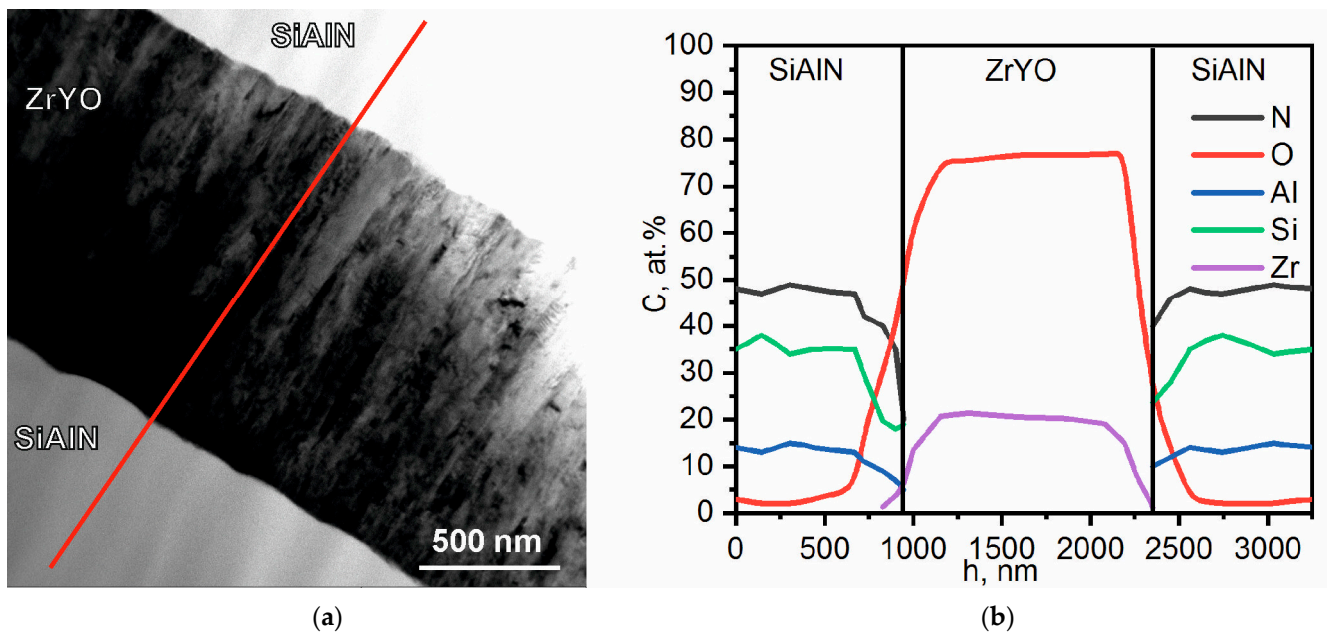 SiAlN
ZrYO
SiAlN
500 nm
(a)
C, at.%
100
90
80
70
60
50
40
30
20
10
0
SiAlN ZrYO SiAlN
N
O
Al
Si
Zr
0 500 1000 1500 2000 2500 3000
h, nm
(b)